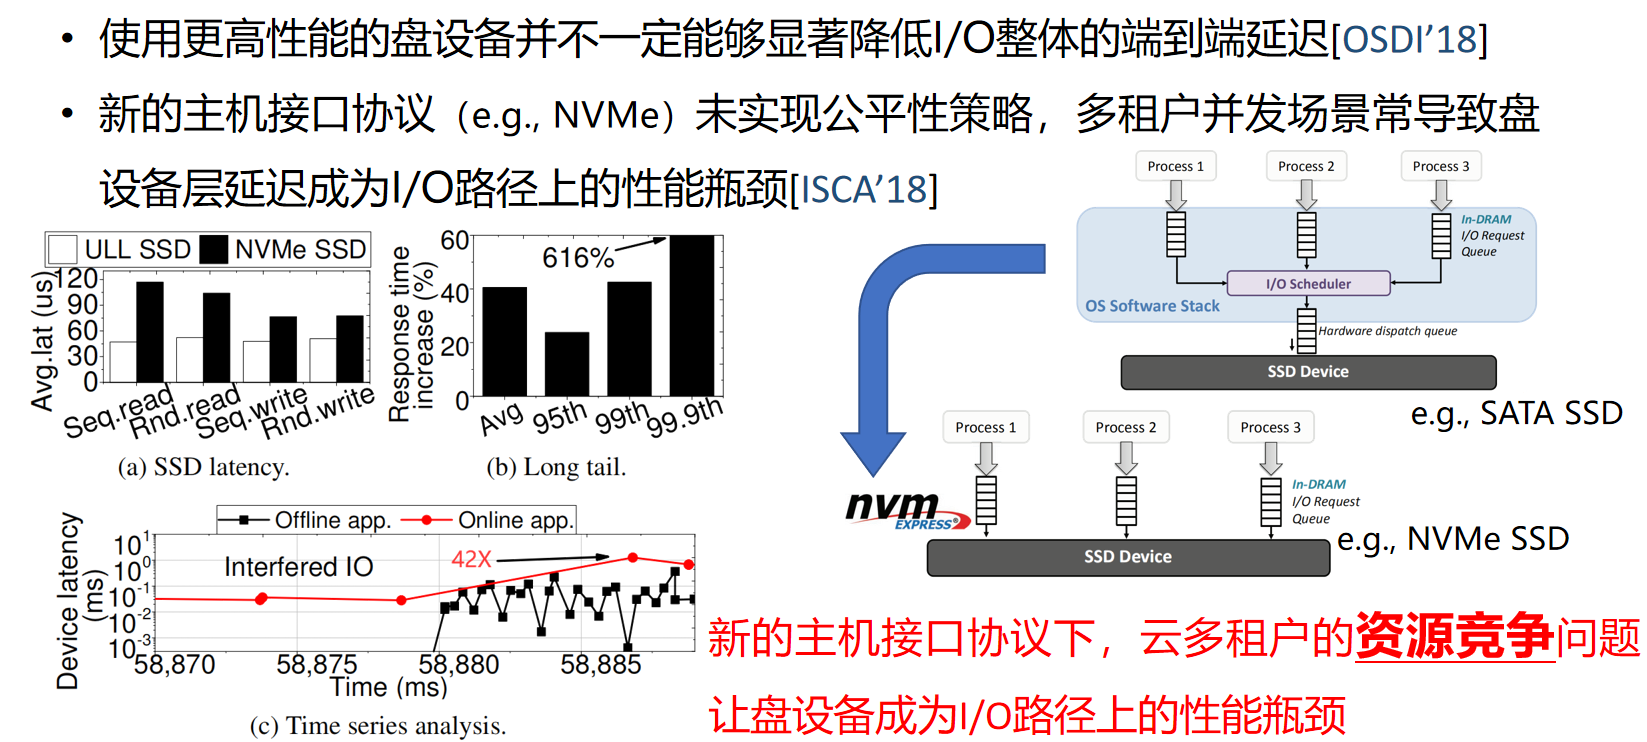 • 使用更高性能的盘设备并不一定能够显著降低I/O整体的端到端延迟[OSDI’18]
• 新的主机接口协议（e.g., NVMe）未实现公平性策略，多租户并发场景常导致盘
设备层延迟成为I/O路径上的性能瓶颈[ISCA’18]
ULL SSD NVMe SSD
Avg.lat (us)
120
90
60
30
0
Seq.read Rnd.read Seq.write Rnd.write
(a) SSD latency.
Response time
increase (%)
60
40
20
0
616%
Avg 95th 99th 99.9th
(b) Long tail.
Offline app. Online app.
Device latency
(ms)
10¹
10⁰
10⁻¹
10⁻²
10⁻³
Interfered IO
42X
58,870 58,875 58,880 58,885
Time (ms)
(c) Time series analysis.
Process 1 Process 2 Process 3
In-DRAM
I/O Request
Queue
I/O Scheduler
OS Software Stack
Hardware dispatch queue
SSD Device
e.g., SATA SSD
Process 1 Process 2 Process 3
In-DRAM
I/O Request
Queue
nvm
EXPRESS®
SSD Device
e.g., NVMe SSD
新的主机接口协议下，云多租户的资源竞争问题
让盘设备成为I/O路径上的性能瓶颈